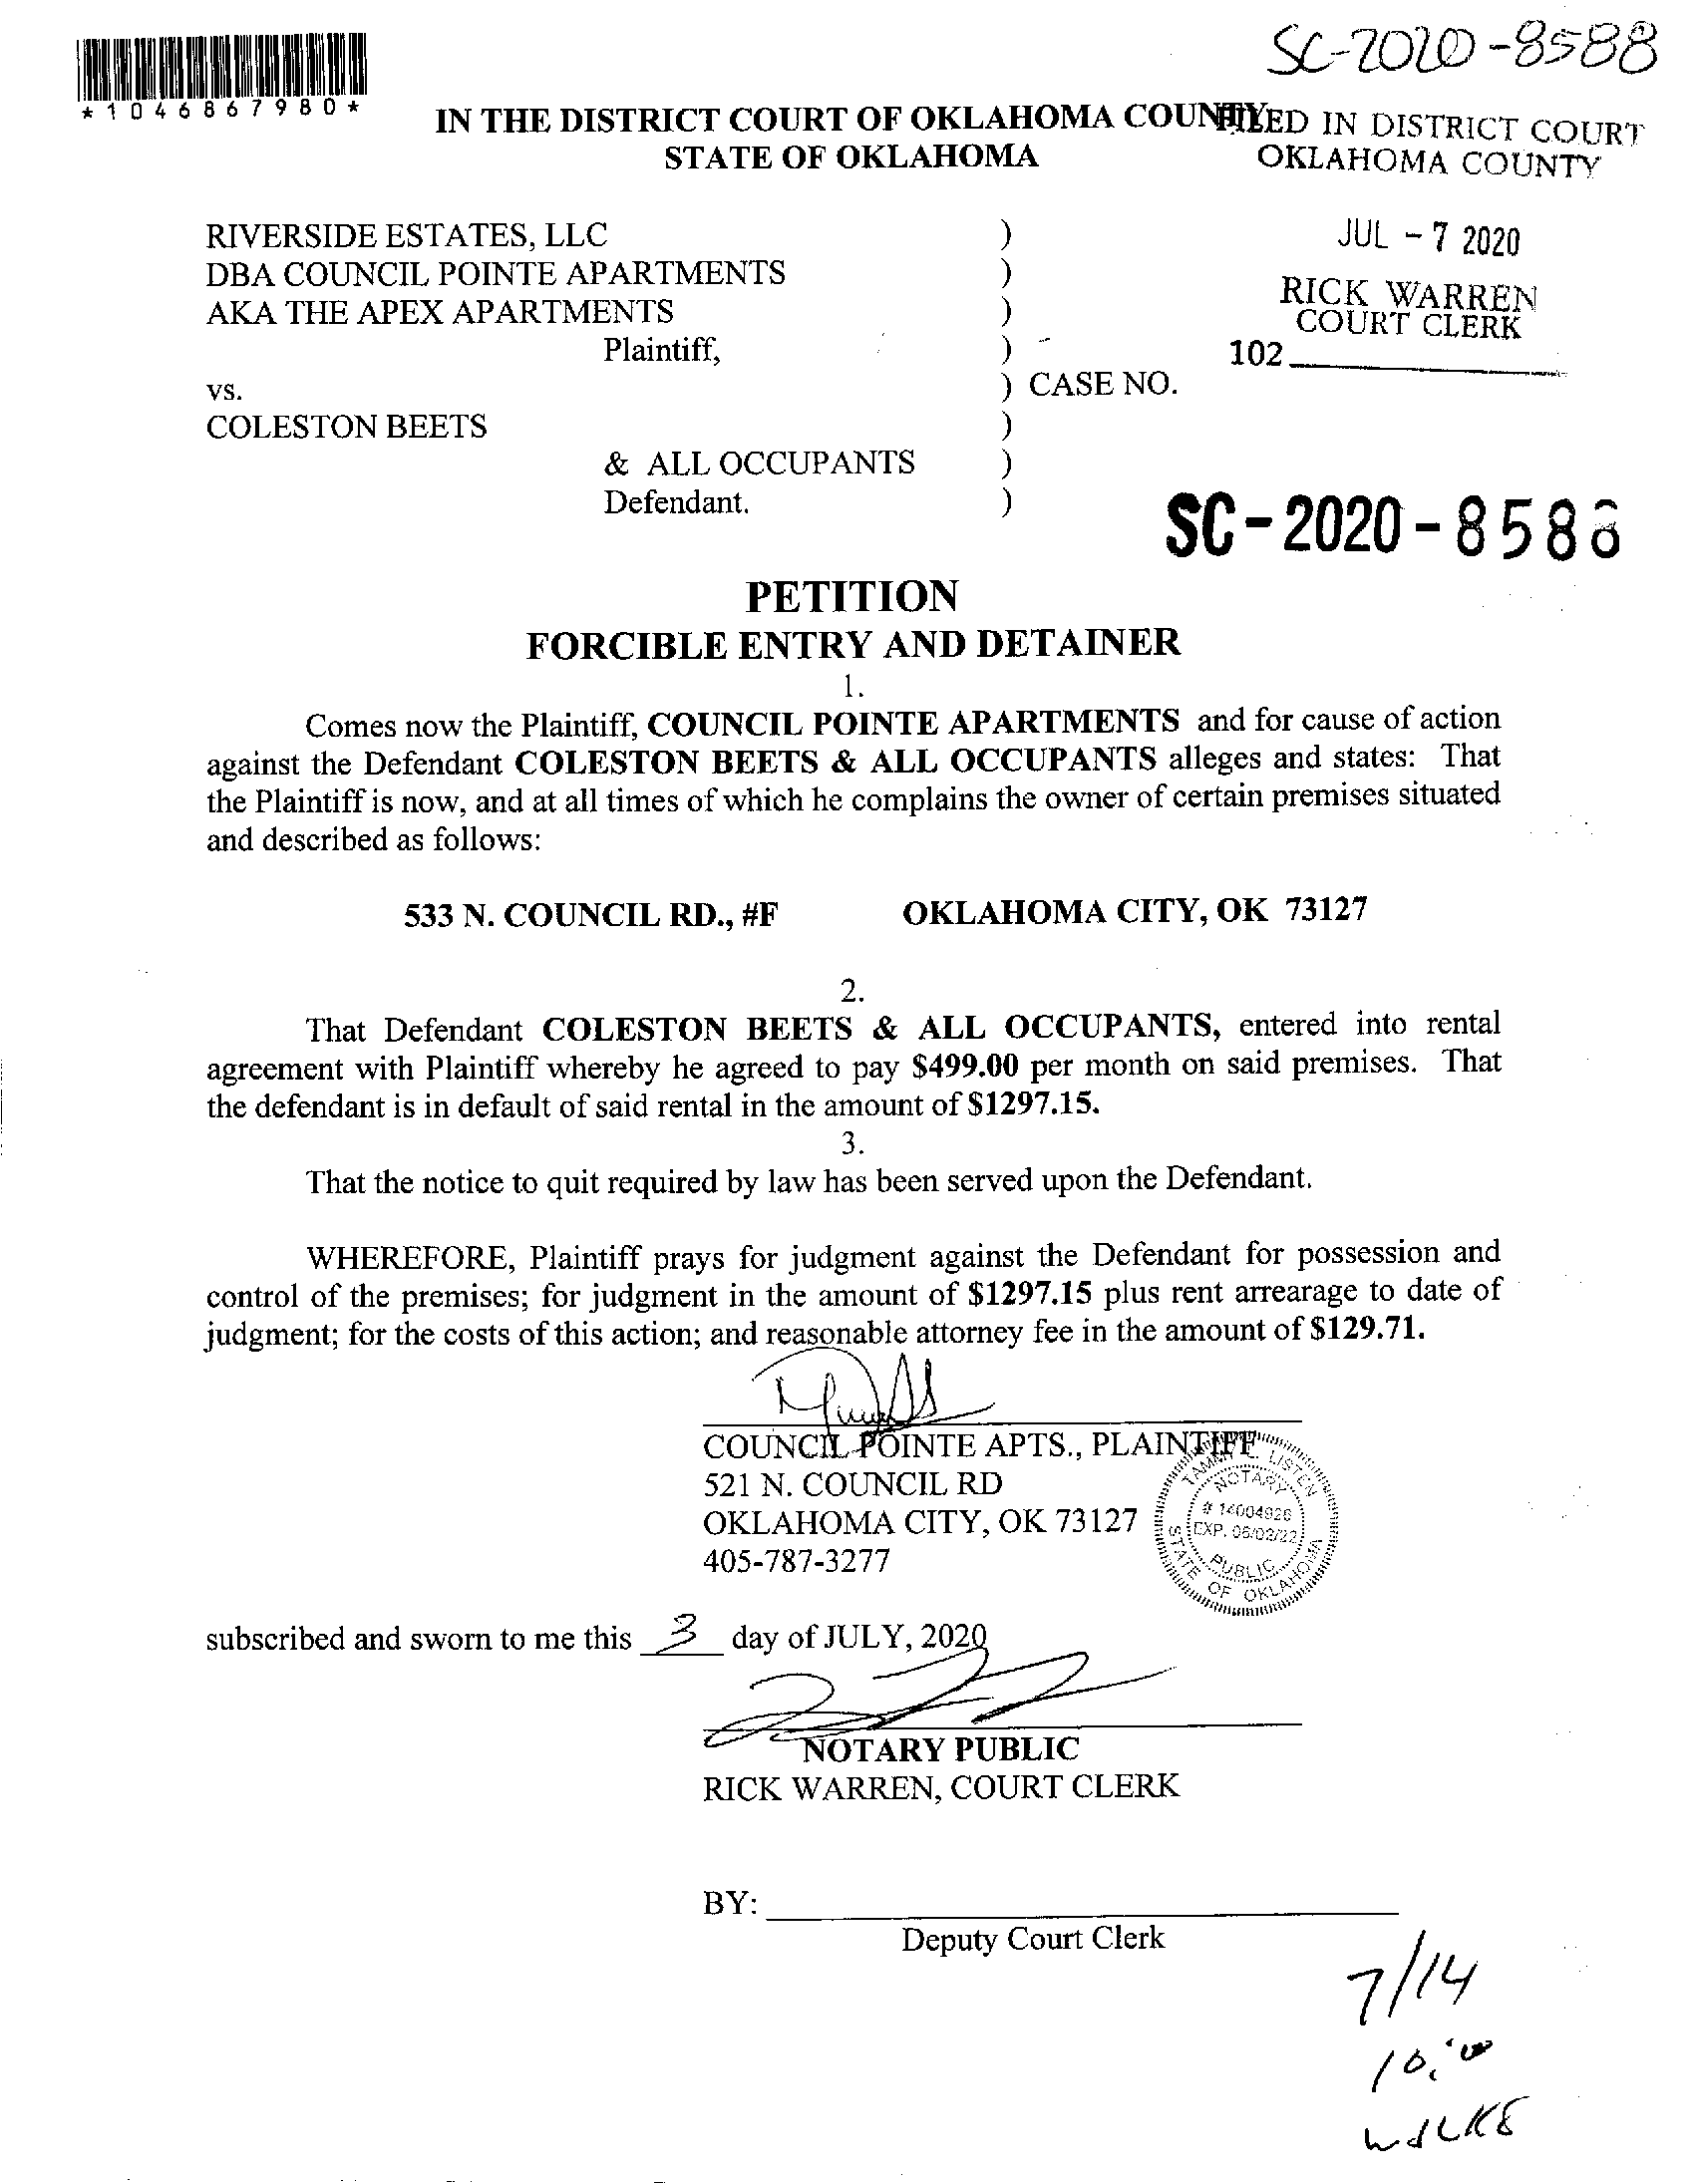 SC-2020-8588
*1046867980*
IN THE DISTRICT COURT OF OKLAHOMA COUNTY
STATE OF OKLAHOMA
FILED IN DISTRICT COURT
OKLAHOMA COUNTY
JUL - 7 2020
RICK WARREN
COURT CLERK
102
RIVERSIDE ESTATES, LLC )
DBA COUNCIL POINTE APARTMENTS )
AKA THE APEX APARTMENTS )
Plaintiff, )
vs. ) CASE NO.
COLESTON BEETS )
& ALL OCCUPANTS )
Defendant. )
SC-2020-8588
PETITION
FORCIBLE ENTRY AND DETAINER
1.
Comes now the Plaintiff, COUNCIL POINTE APARTMENTS and for cause of action
against the Defendant COLESTON BEETS & ALL OCCUPANTS alleges and states: That
the Plaintiff is now, and at all times of which he complains the owner of certain premises situated
and described as follows:
533 N. COUNCIL RD., #F OKLAHOMA CITY, OK 73127
2.
That Defendant COLESTON BEETS & ALL OCCUPANTS, entered into rental
agreement with Plaintiff whereby he agreed to pay $499.00 per month on said premises. That
the defendant is in default of said rental in the amount of $1297.15.
3.
That the notice to quit required by law has been served upon the Defendant.
WHEREFORE, Plaintiff prays for judgment against the Defendant for possession and
control of the premises; for judgment in the amount of $1297.15 plus rent arrearage to date of
judgment; for the costs of this action; and reasonable attorney fee in the amount of $129.71.
COUNCIL POINTE APTS., PLAINTIFF
521 N. COUNCIL RD
OKLAHOMA CITY, OK 73127
405-787-3277
TAMMY L. LISTEN
NOTARY
# 14004926
EXP. 06/02/22
PUBLIC
STATE OF OKLAHOMA
subscribed and sworn to me this 3 day of JULY, 2020
NOTARY PUBLIC
RICK WARREN, COURT CLERK
BY:
Deputy Court Clerk
7/14
10:00
WILKE